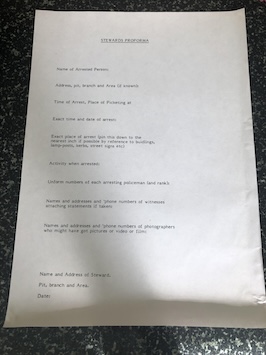 STEWARDS PROFORMA
Name of Arrested Person:
Address, pit, branch and Area (if known)
Time of Arrest, Place of Picketing at
Exact time and date of arrest:
Exact place of arrest (pin this down to the
nearest inch if possible by reference to buildings,
lamp-posts, kerbs, street signs etc)
Activity when arrested:
Uniform numbers of each arresting policeman (and rank):
Names and addresses and 'phone numbers of witnesses
attaching statements if taken:
Names and addresses and 'phone numbers of photographers
who might have got pictures or video or film:
Name and Address of Steward:
Pit, branch and Area:
Date: